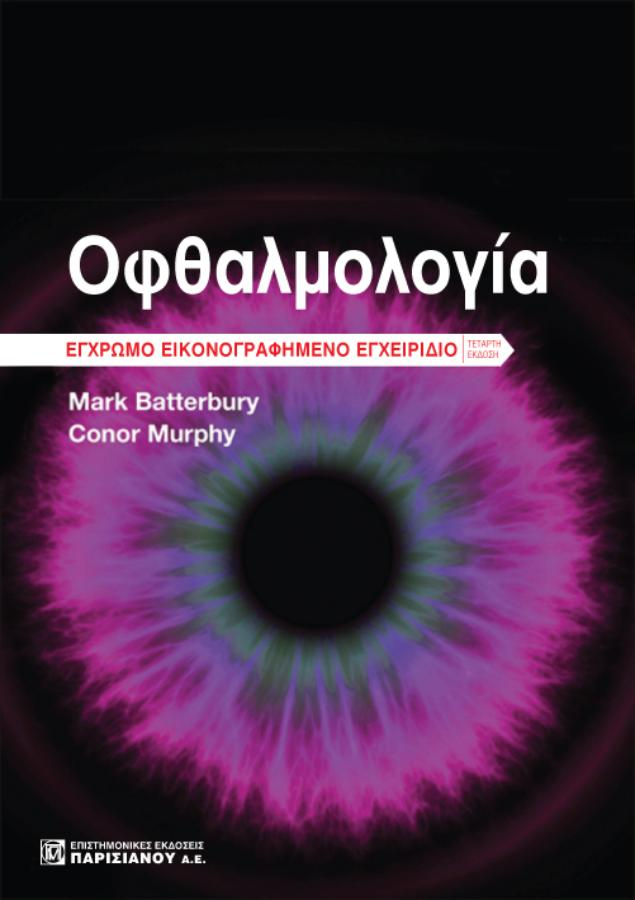 Οφθαλμολογία
ΕΓΧΡΩΜΟ ΕΙΚΟΝΟΓΡΑΦΗΜΕΝΟ ΕΓΧΕΙΡΙΔΙΟ
ΤΕΤΑΡΤΗ
ΕΚΔΟΣΗ
Mark Batterbury
Conor Murphy
ΕΠΙΣΤΗΜΟΝΙΚΕΣ ΕΚΔΟΣΕΙΣ
ΠΑΡΙΣΙΑΝΟΥ Α.Ε.